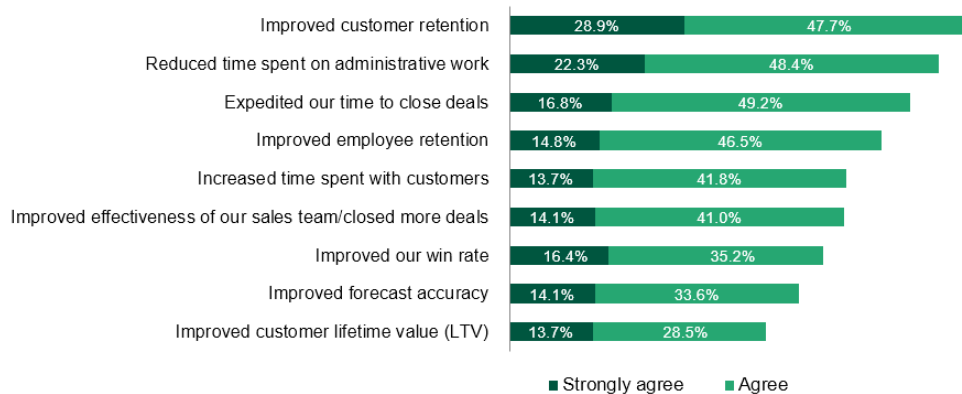 Improved customer retention 28.9% 47.7%
Reduced time spent on administrative work 22.3% 48.4%
Expedited our time to close deals 16.8% 49.2%
Improved employee retention 14.8% 46.5%
Increased time spent with customers 13.7% 41.8%
Improved effectiveness of our sales team/closed more deals 14.1% 41.0%
Improved our win rate 16.4% 35.2%
Improved forecast accuracy 14.1% 33.6%
Improved customer lifetime value (LTV) 13.7% 28.5%
Strongly agree Agree